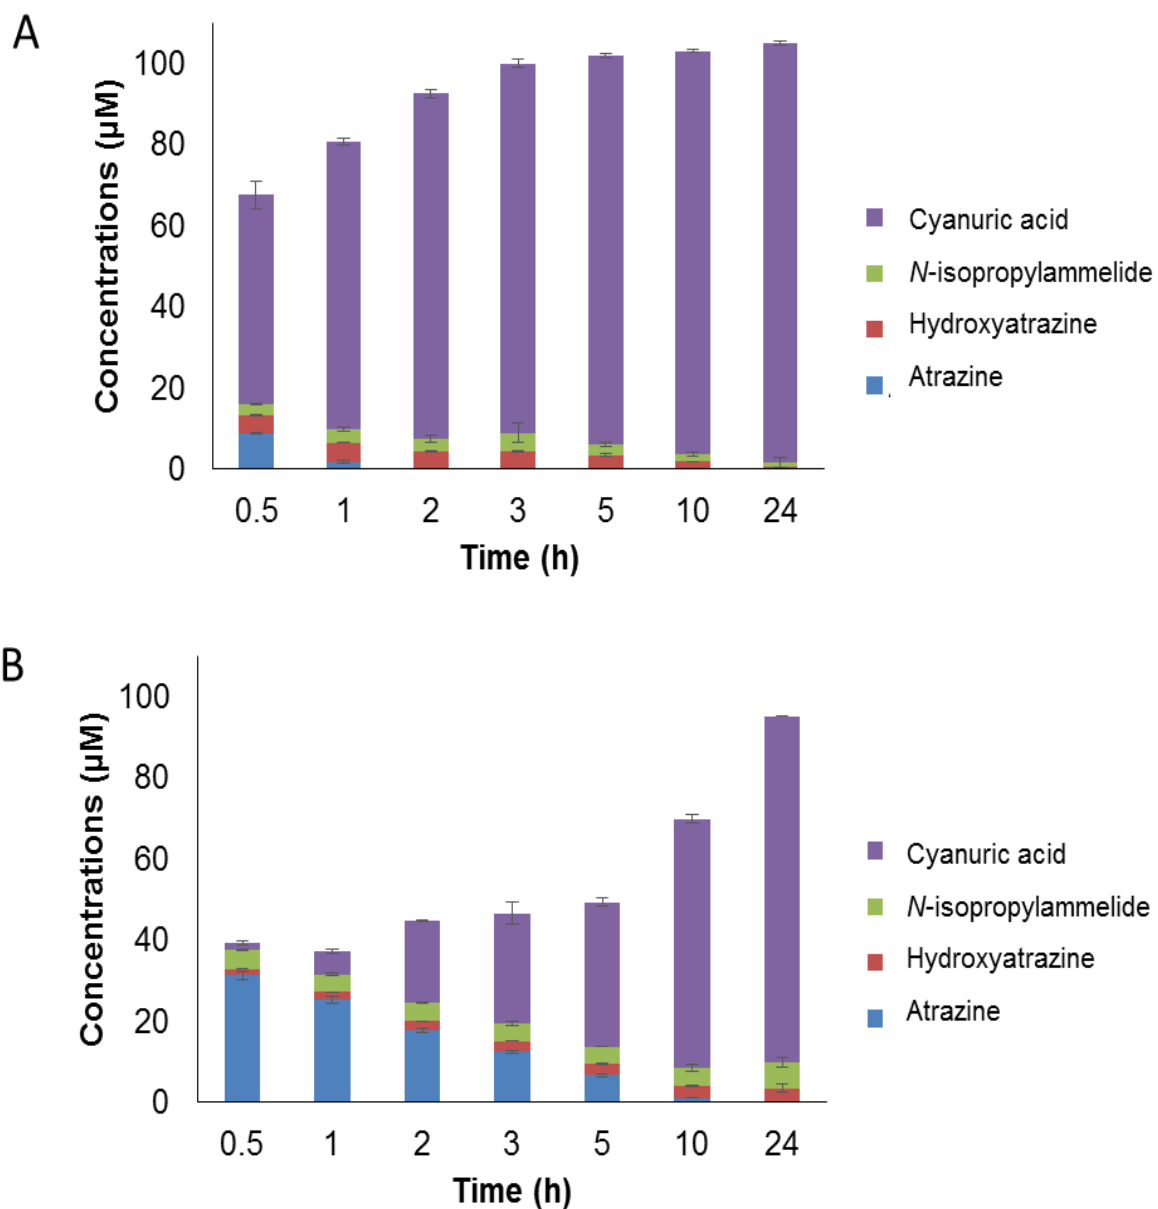 A
Concentrations (µM)
100
80
60
40
20
0
0.5 1 2 3 5 10 24
Time (h)
Cyanuric acid
N-isopropylammelide
Hydroxyatrazine
Atrazine
B
Concentrations (µM)
100
80
60
40
20
0
0.5 1 2 3 5 10 24
Time (h)
Cyanuric acid
N-isopropylammelide
Hydroxyatrazine
Atrazine